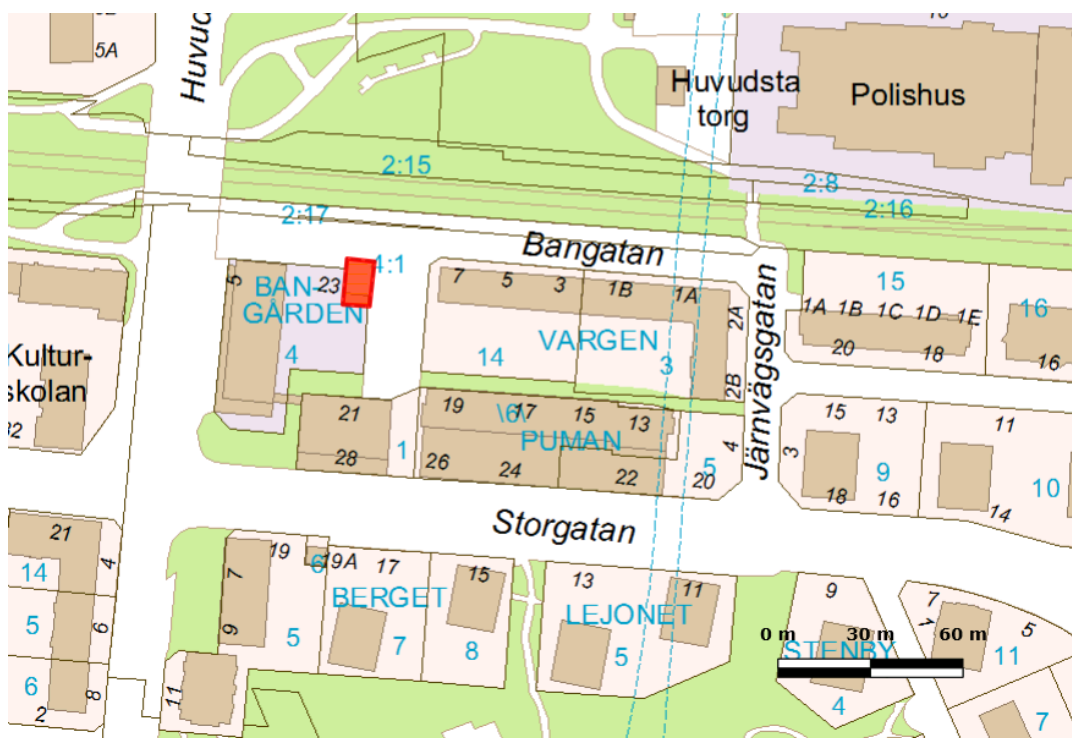 5A
Huvud
Huvudsta
torg
Polishus
2:15
2:8
2:16
2:17
Bangatan
4:1
5
23
BAN-
GÅRDEN
4
7
5
3
1B
1A
2A
2B
VARGEN
14
3
Järnvägsgatan
15
1A
1B
1C
1D
1E
20
18
16
16
Kultur-
skolan
21
28
1
19
\6\
17
15
13
PUMAN
26
24
22
5
20
4
3
15
13
9
18
16
11
10
14
Storgatan
21
14
4
5
6
6
8
2
7
9
19
6
19A
17
BERGET
5
7
15
8
11
13
11
LEJONET
5
9
STENBY
4
7
1
5
11
7
0 m
30 m
60 m